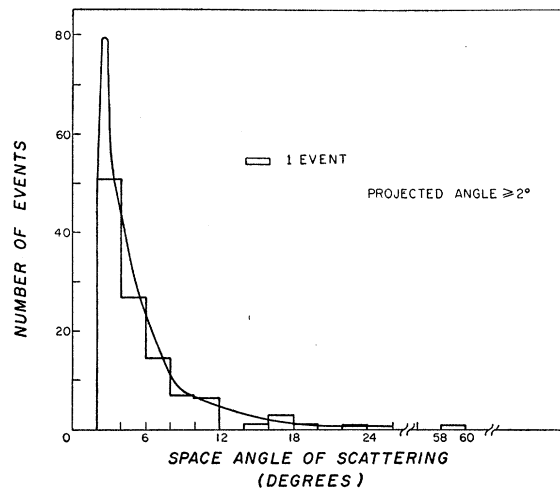 80
60
40
20
0
NUMBER OF EVENTS
1 EVENT
PROJECTED ANGLE ≥ 2°
6 12 18 24 58 60
SPACE ANGLE OF SCATTERING
(DEGREES)